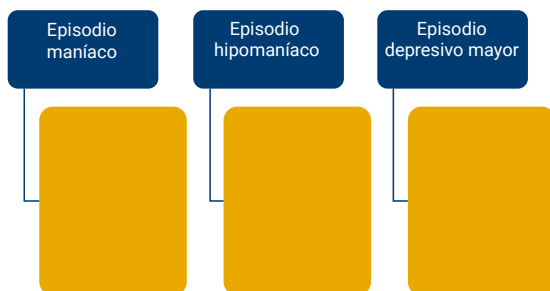 Episodio
maníaco
Episodio
hipomaníaco
Episodio
depresivo mayor